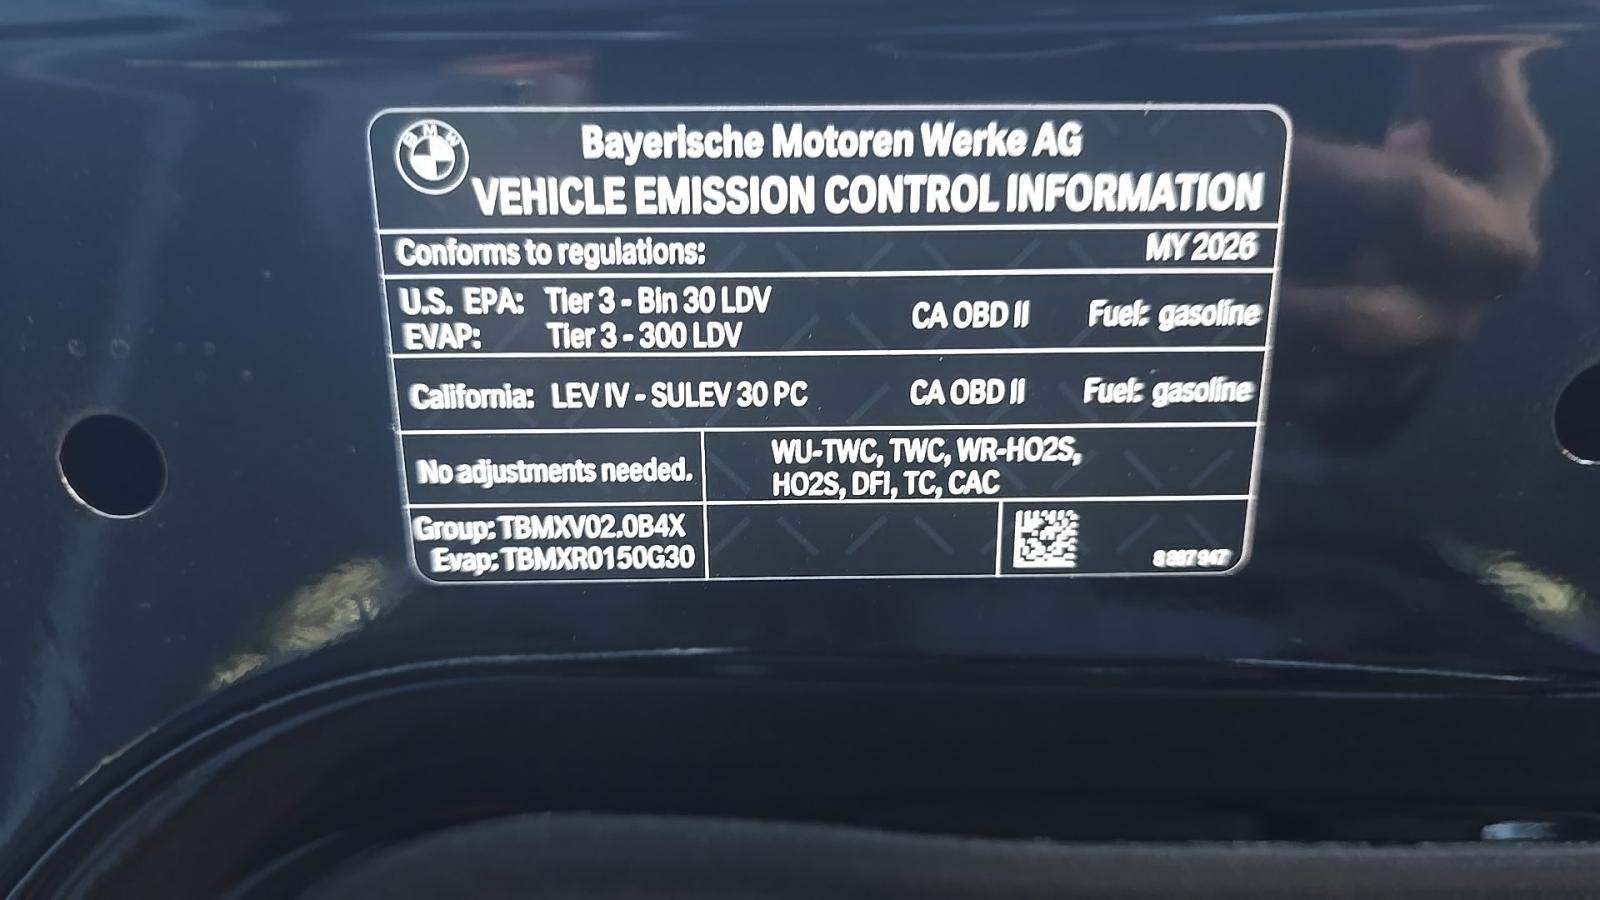 BMW
Bayerische Motoren Werke AG
VEHICLE EMISSION CONTROL INFORMATION
Conforms to regulations: MY 2026
U.S. EPA: Tier 3 - Bin 30 LDV
EVAP: Tier 3 - 300 LDV
CA OBD II Fuel: gasoline
California: LEV IV - SULEV 30 PC CA OBD II Fuel: gasoline
No adjustments needed.
WU-TWC, TWC, WR-HO2S,
HO2S, DFI, TC, CAC
Group: TBMXV02.0B4X
Evap: TBMXR0150G30
8 887 947